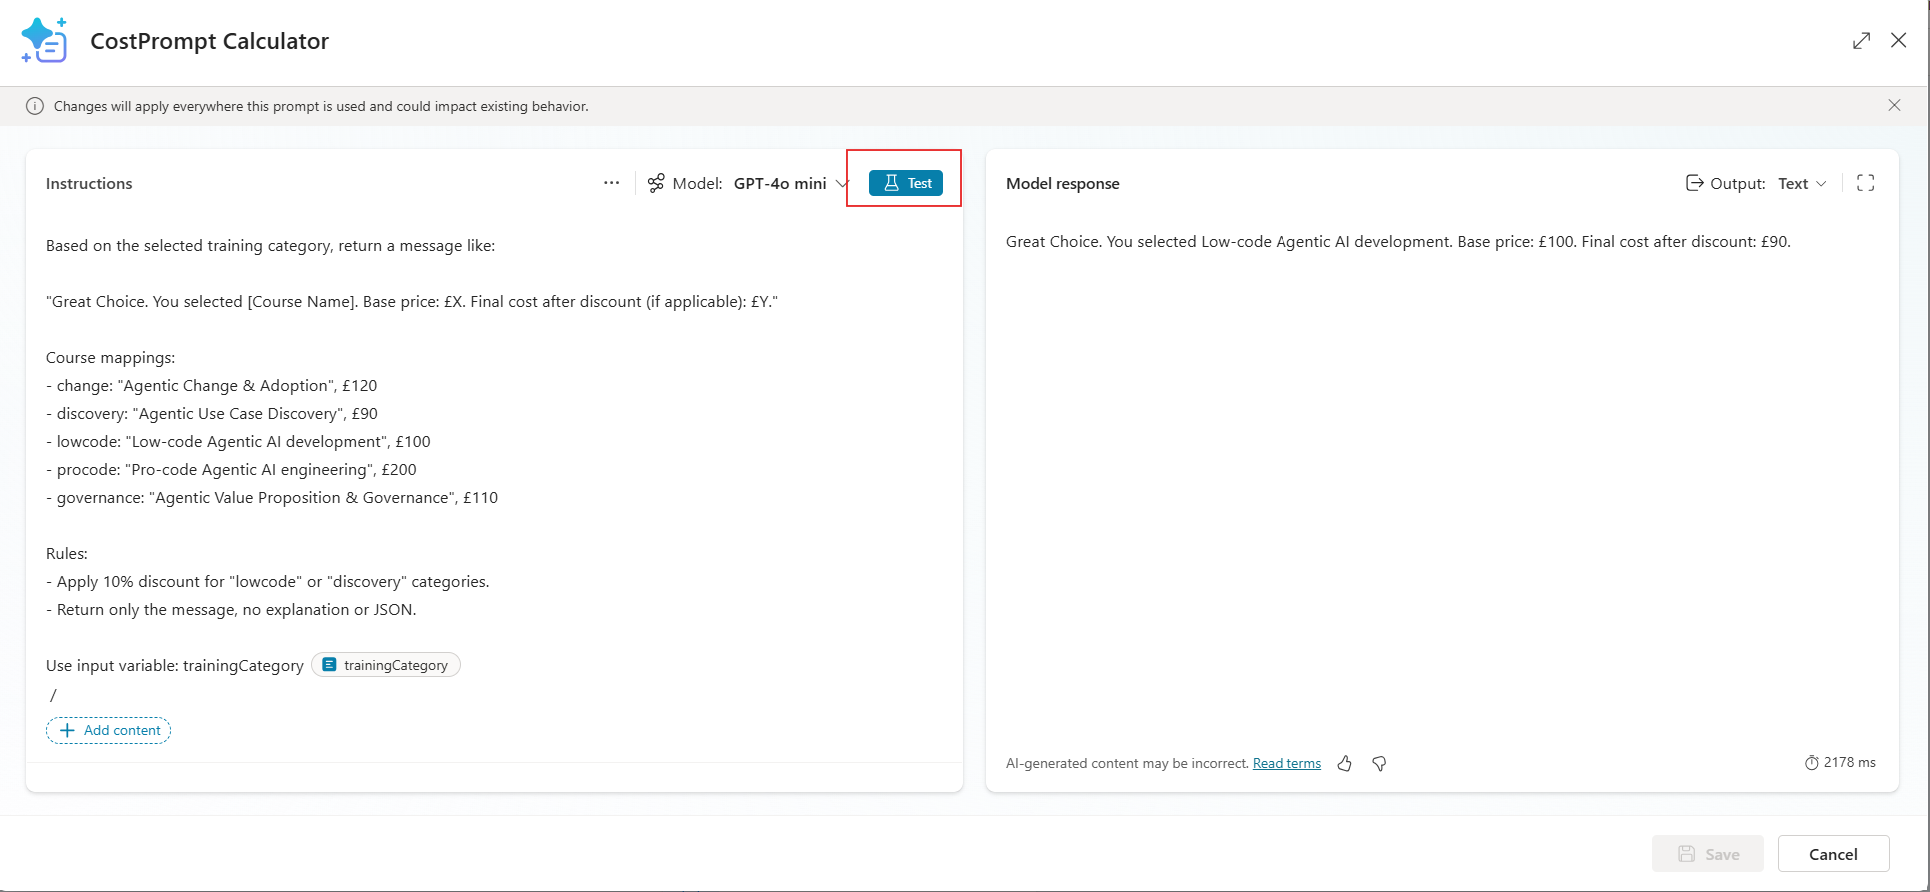 CostPrompt Calculator
Changes will apply everywhere this prompt is used and could impact existing behavior.
Instructions
... Model: GPT-4o mini
Test
Based on the selected training category, return a message like:
"Great Choice. You selected [Course Name]. Base price: £X. Final cost after discount (if applicable): £Y."
Course mappings:
- change: "Agentic Change & Adoption", £120
- discovery: "Agentic Use Case Discovery", £90
- lowcode: "Low-code Agentic AI development", £100
- procode: "Pro-code Agentic AI engineering", £200
- governance: "Agentic Value Proposition & Governance", £110
Rules:
- Apply 10% discount for "lowcode" or "discovery" categories.
- Return only the message, no explanation or JSON.
Use input variable: trainingCategory trainingCategory
/
Add content
Model response
Output: Text
Great Choice. You selected Low-code Agentic AI development. Base price: £100. Final cost after discount: £90.
AI-generated content may be incorrect. Read terms
2178 ms
Save
Cancel